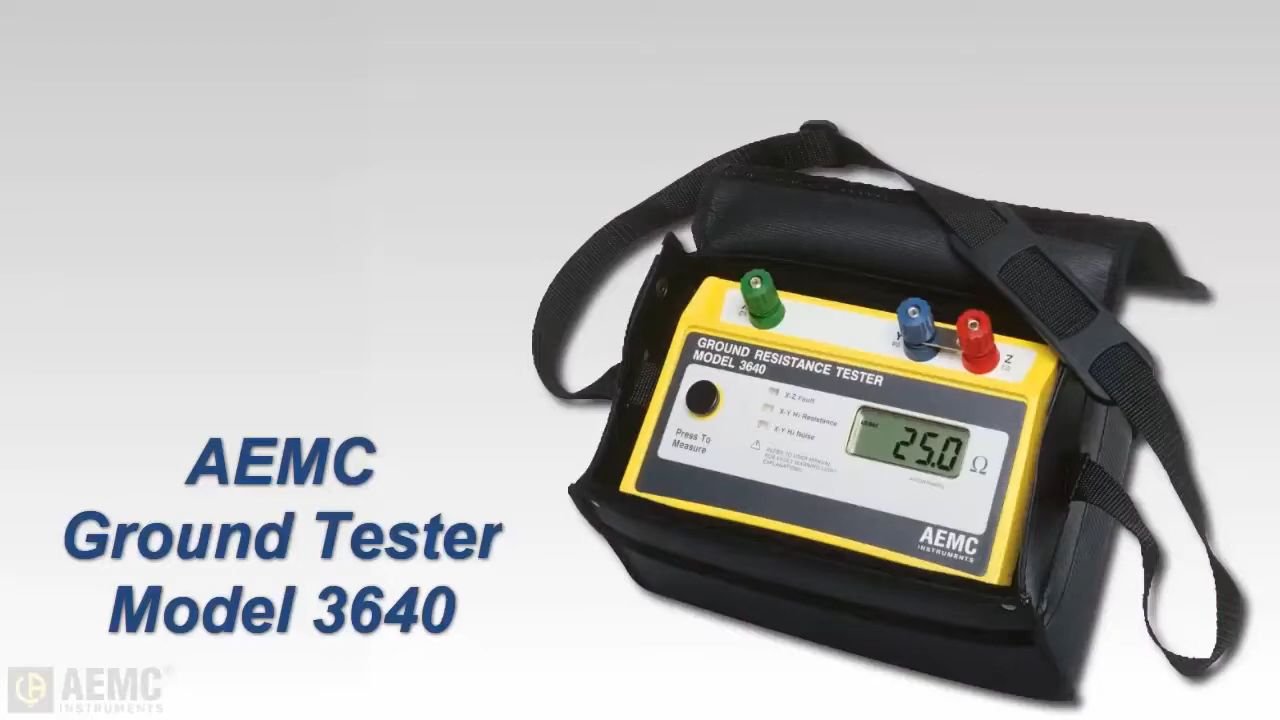 AEMC
Ground Tester
Model 3640
AEMC®
INSTRUMENTS
Z
GROUND RESISTANCE TESTER
MODEL 3640
X-Z Fault
X-Y Hi Resistance
X-Y Hi Noise
Press To
Measure
25.0 Ω
AEMC
INSTRUMENTS